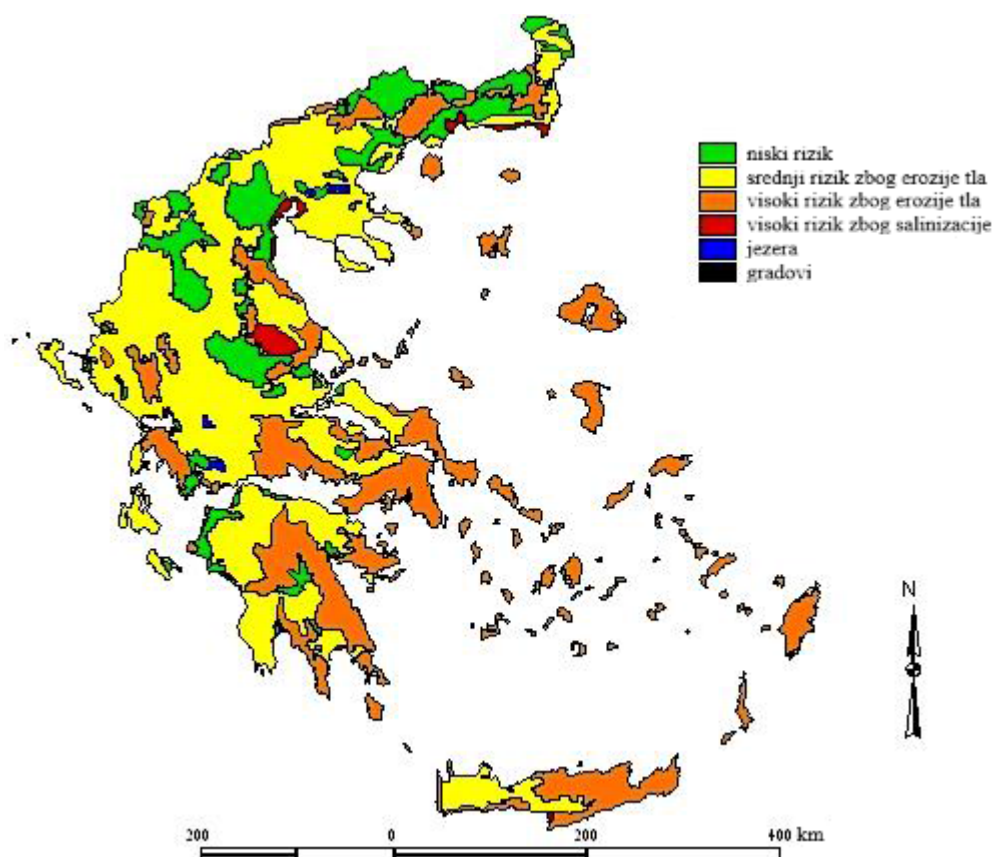 niski rizik
srednji rizik zbog erozije tla
visoki rizik zbog erozije tla
visoki rizik zbog salinizacije
jezera
gradovi
N
200 0 200 400 km